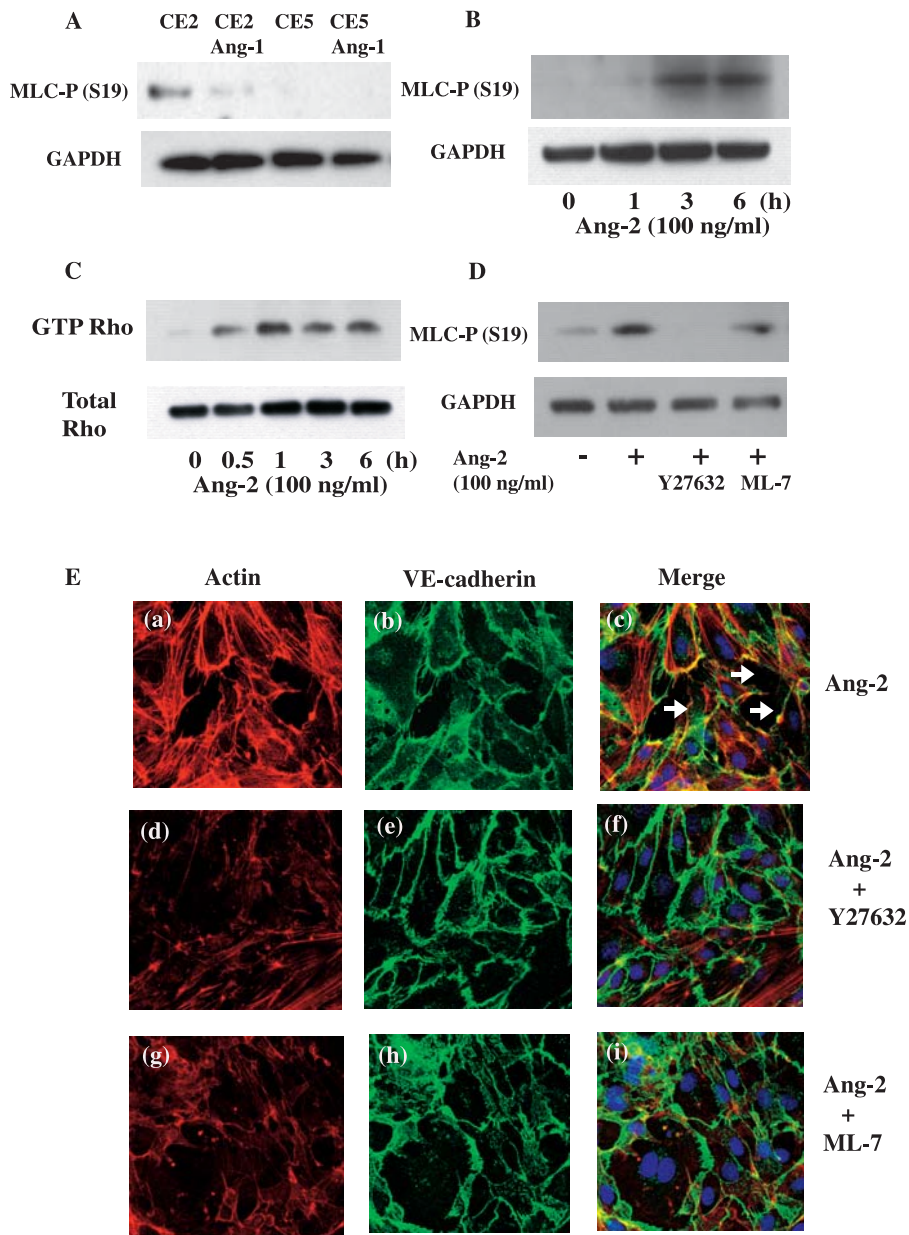 A
CE2 CE2 Ang-1 CE5 CE5 Ang-1
MLC-P (S19)
GAPDH
B
MLC-P (S19)
GAPDH
0 1 3 6 (h)
Ang-2 (100 ng/ml)
C
GTP Rho
Total Rho
0 0.5 1 3 6 (h)
Ang-2 (100 ng/ml)
D
MLC-P (S19)
GAPDH
Ang-2 - + + +
(100 ng/ml) Y27632 ML-7
E
Actin VE-cadherin Merge
(a) (b) (c)
Ang-2
(d) (e) (f)
Ang-2
+
Y27632
(g) (h) (i)
Ang-2
+
ML-7